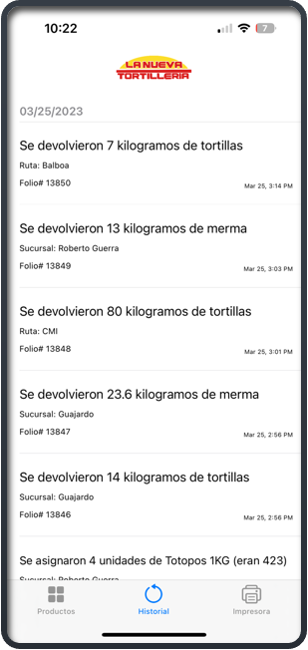 10:22
7
LA NUEVA
TORTILLERIA
03/25/2023
Se devolvieron 7 kilogramos de tortillas
Ruta: Balboa
Folio# 13850
Mar 25, 3:14 PM
Se devolvieron 13 kilogramos de merma
Sucursal: Roberto Guerra
Folio# 13849
Mar 25, 3:03 PM
Se devolvieron 80 kilogramos de tortillas
Ruta: CMI
Folio# 13848
Mar 25, 3:01 PM
Se devolvieron 23.6 kilogramos de merma
Sucursal: Guajardo
Folio# 13847
Mar 25, 2:56 PM
Se devolvieron 14 kilogramos de tortillas
Sucursal: Guajardo
Folio# 13846
Mar 25, 2:56 PM
Se asignaron 4 unidades de Totopos 1KG (eran 423)
Sucursal: Roberto Guerra
Productos
Historial
Impresora